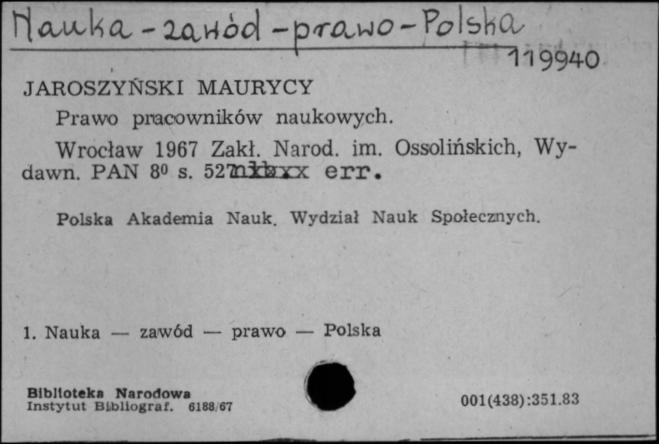 Nauka – zawód – prawo – Polska
119940
JAROSZYŃSKI MAURYCY
Prawo pracowników naukowych.
Wrocław 1967 Zakł. Narod. im. Ossolińskich, Wy-
dawn. PAN 8⁰ s. 527 err.
Polska Akademia Nauk. Wydział Nauk Społecznych.
1. Nauka — zawód — prawo — Polska
Biblioteka Narodowa
Instytut Bibliograf. 6188/67
001(438):351.83